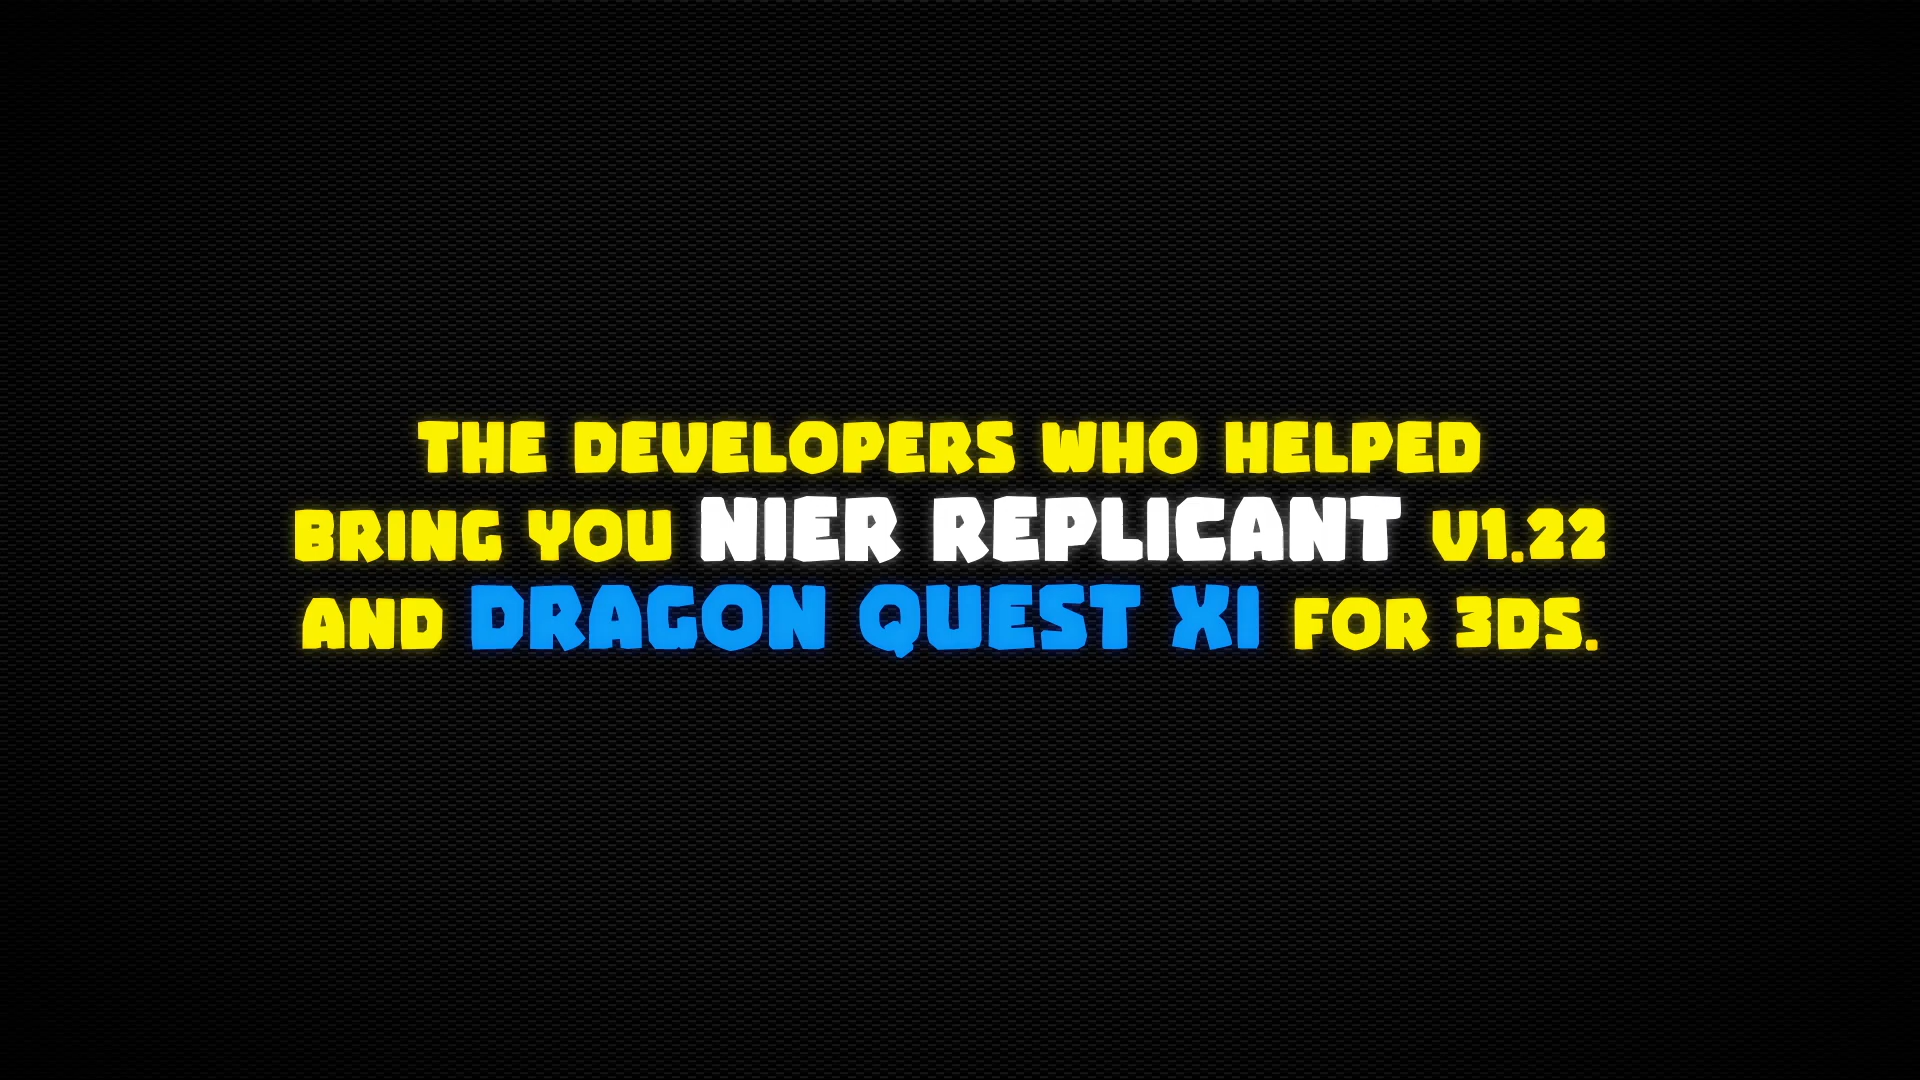 THE DEVELOPERS WHO HELPED
BRING YOU NIER REPLICANT V1.22
AND DRAGON QUEST XI FOR 3DS.